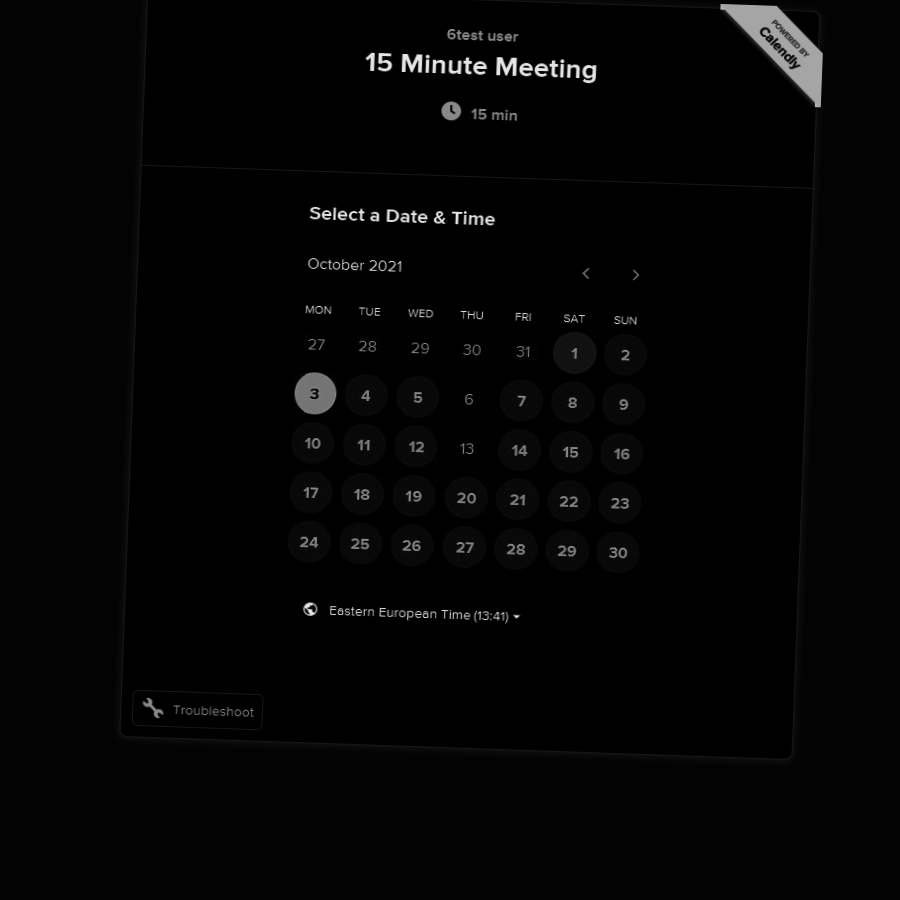 6test user
15 Minute Meeting
15 min
POWERED BY
Calendly
Select a Date & Time
October 2021
MON TUE WED THU FRI SAT SUN
27 28 29 30 31 1 2
3 4 5 6 7 8 9
10 11 12 13 14 15 16
17 18 19 20 21 22 23
24 25 26 27 28 29 30
Eastern European Time (13:41)
Troubleshoot